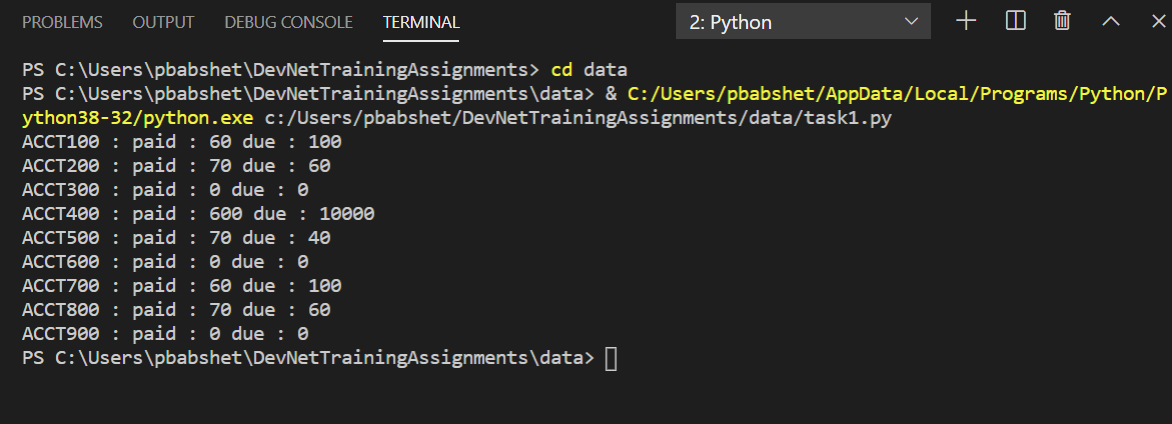 PROBLEMS OUTPUT DEBUG CONSOLE TERMINAL 2: Python
PS C:\Users\pbabshet\DevNetTrainingAssignments> cd data
PS C:\Users\pbabshet\DevNetTrainingAssignments\data> & C:/Users/pbabshet/AppData/Local/Programs/Python/P
ython38-32/python.exe c:/Users/pbabshet/DevNetTrainingAssignments/data/task1.py
ACCT100 : paid : 60 due : 100
ACCT200 : paid : 70 due : 60
ACCT300 : paid : 0 due : 0
ACCT400 : paid : 600 due : 10000
ACCT500 : paid : 70 due : 40
ACCT600 : paid : 0 due : 0
ACCT700 : paid : 60 due : 100
ACCT800 : paid : 70 due : 60
ACCT900 : paid : 0 due : 0
PS C:\Users\pbabshet\DevNetTrainingAssignments\data>